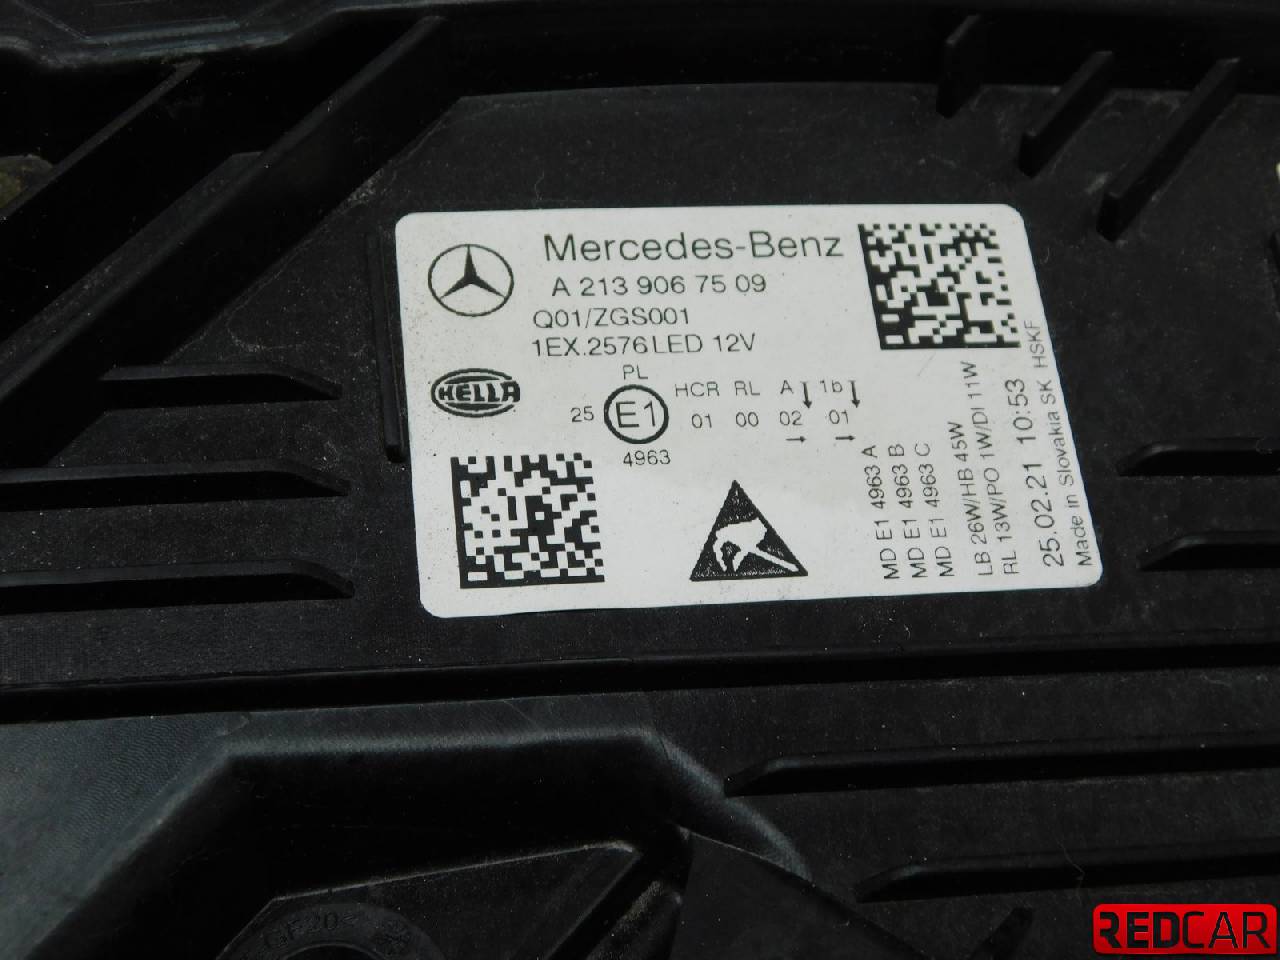 Mercedes-Benz
A 213 906 75 09
Q01/ZGS001
1EX.2576 LED 12V
HELLA
PL
25 E1 HCR RL A 1b
01 00 02 01
4963
MD E1 4963 A
MD E1 4963 B
MD E1 4963 C
LB 26W/HB 45W
RL 13W/PO 1W/DI 11W
25.02.21 10:53
Made in Slovakia SK HSKF
REDCAR